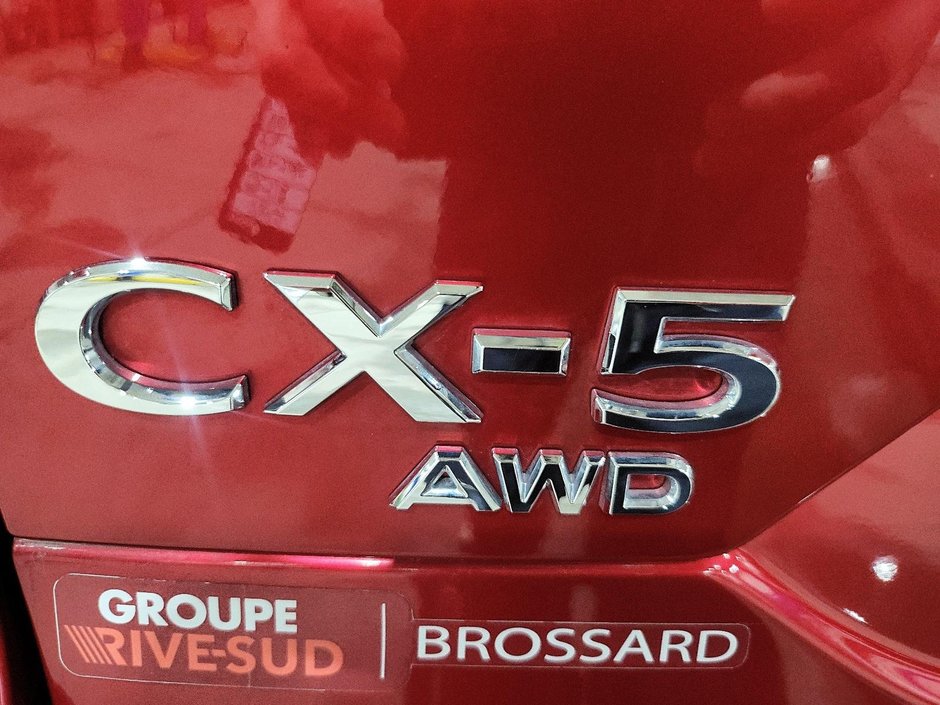 CX-5
AWD
GROUPE
RIVE-SUD
BROSSARD